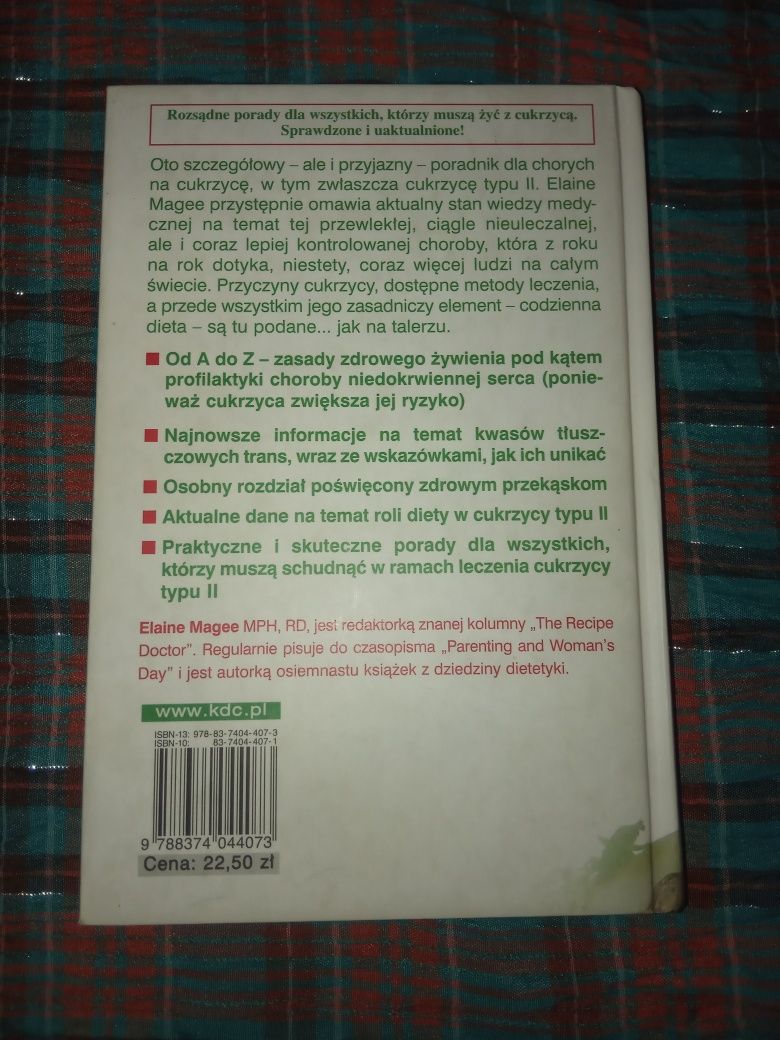 Rozsądne porady dla wszystkich, którzy muszą żyć z cukrzycą.
Sprawdzone i uaktualnione!
Oto szczegółowy – ale i przyjazny – poradnik dla chorych
na cukrzycę, w tym zwłaszcza cukrzycę typu II. Elaine
Magee przystępnie omawia aktualny stan wiedzy medy-
cznej na temat tej przewlekłej, ciągle nieuleczalnej,
ale i coraz lepiej kontrolowanej choroby, która z roku
na rok dotyka, niestety, coraz więcej ludzi na całym
świecie. Przyczyny cukrzycy, dostępne metody leczenia,
a przede wszystkim jego zasadniczy element – codzienna
dieta – są tu podane... jak na talerzu.
Od A do Z – zasady zdrowego żywienia pod kątem
profilaktyki choroby niedokrwiennej serca (ponie-
waż cukrzyca zwiększa jej ryzyko)
Najnowsze informacje na temat kwasów tłusz-
czowych trans, wraz ze wskazówkami, jak ich unikać
Osobny rozdział poświęcony zdrowym przekąskom
Aktualne dane na temat roli diety w cukrzycy typu II
Praktyczne i skuteczne porady dla wszystkich,
którzy muszą schudnąć w ramach leczenia cukrzycy
typu II
Elaine Magee MPH, RD, jest redaktorką znanej kolumny „The Recipe
Doctor”. Regularnie pisuje do czasopisma „Parenting and Woman's
Day” i jest autorką osiemnastu książek z dziedziny dietetyki.
www.kdc.pl
ISBN-13: 978-83-7404-407-3
ISBN-10: 83-7404-407-1
9 788374 044073
Cena: 22,50 zł